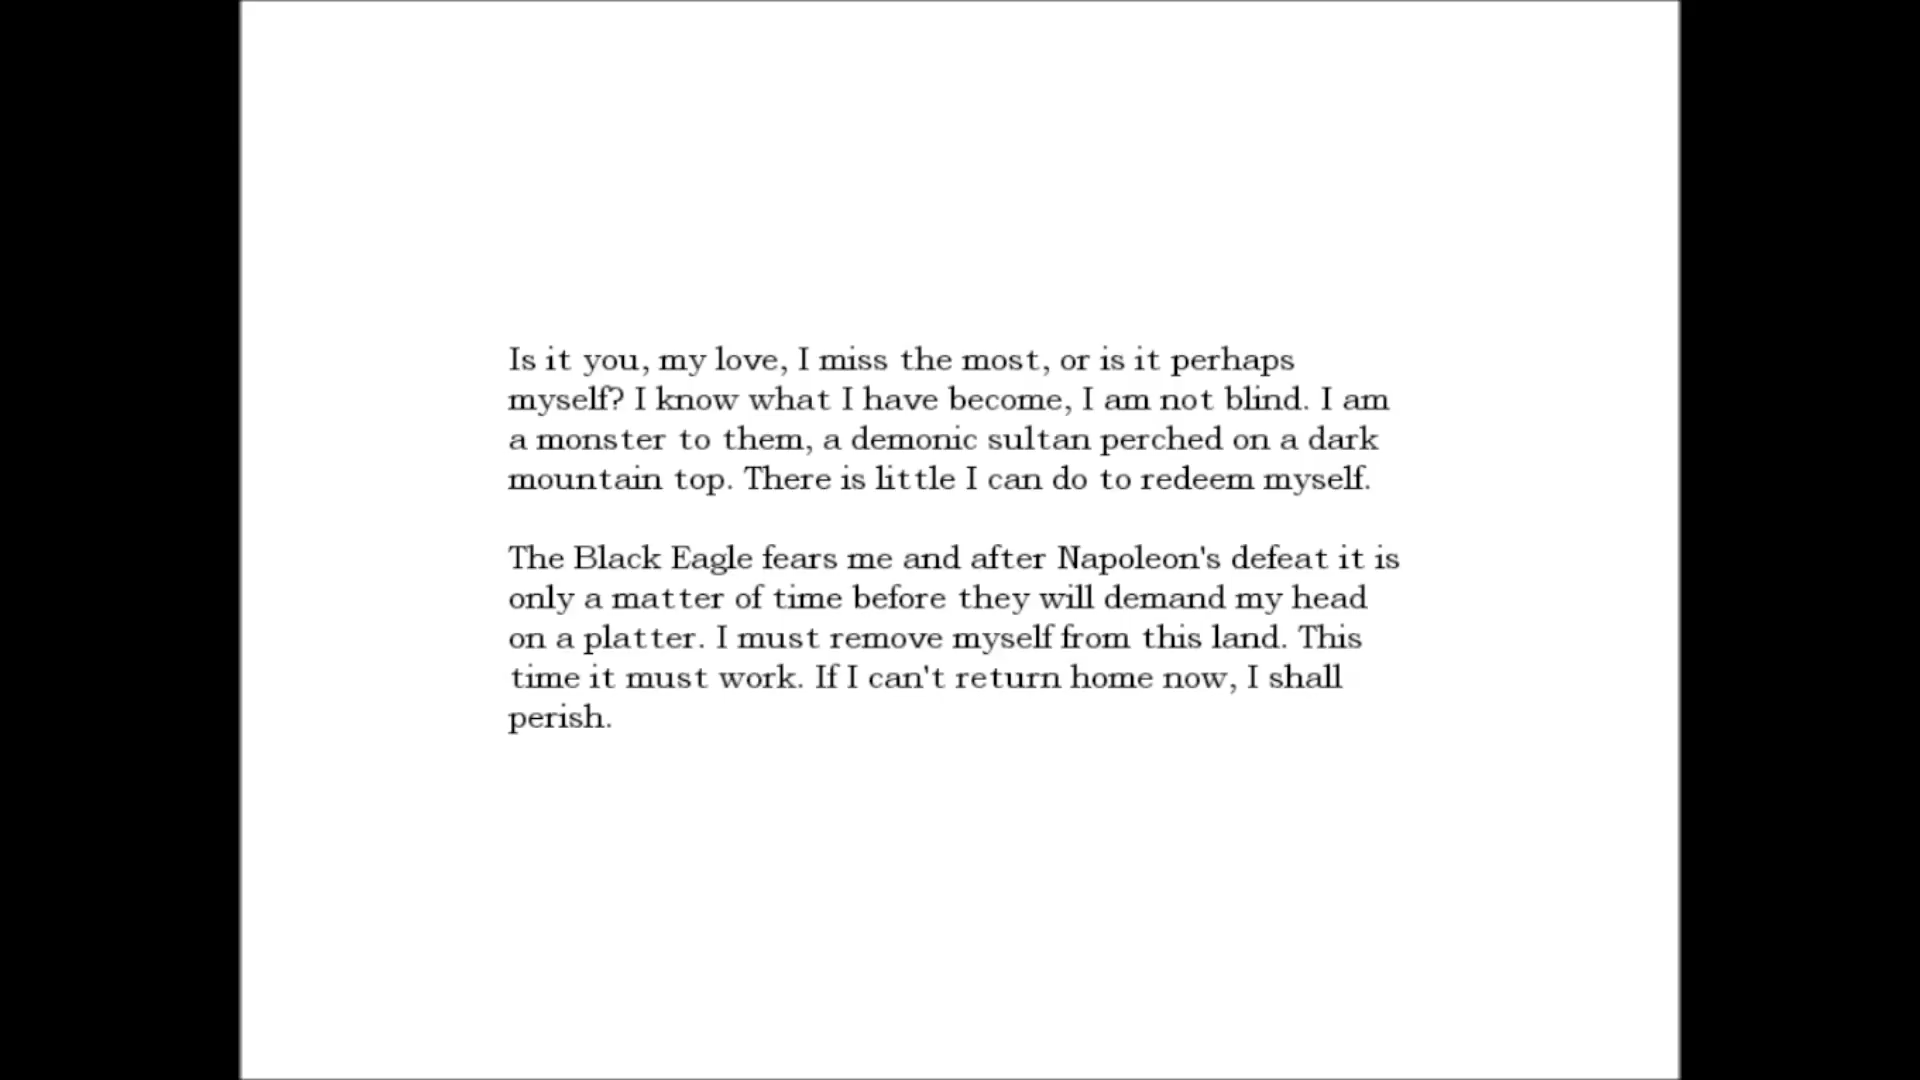 Is it you, my love, I miss the most, or is it perhaps
myself? I know what I have become, I am not blind. I am
a monster to them, a demonic sultan perched on a dark
mountain top. There is little I can do to redeem myself.
The Black Eagle fears me and after Napoleon's defeat it is
only a matter of time before they will demand my head
on a platter. I must remove myself from this land. This
time it must work. If I can't return home now, I shall
perish.